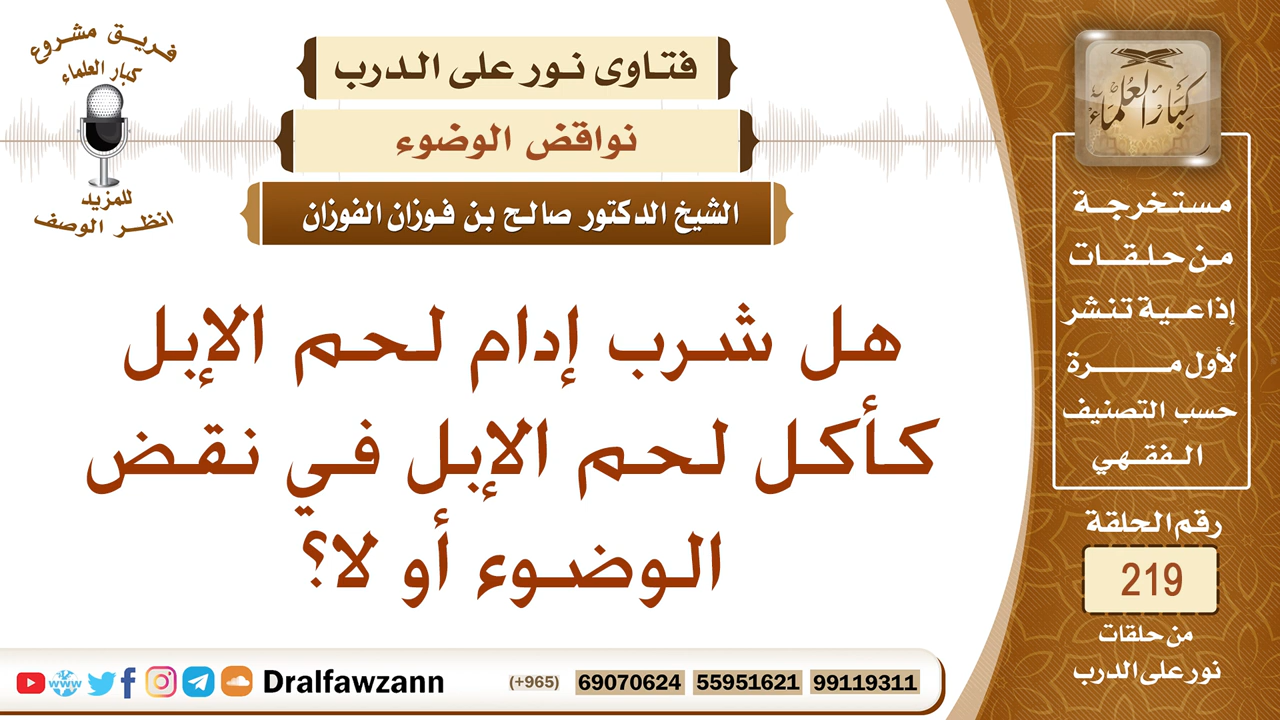 فريق مشروع
كبار العلماء
للمزيد
انظر الوصف
فتاوى نور على الدرب
نواقض الوضوء
الشيخ الدكتور صالح بن فوزان الفوزان
هل شرب إدام لحم الإبل
كأكل لحم الإبل في نقض
الوضوء أو لا؟
كبار العلماء
مستخرجة
من حلقات
إذاعية تنشر
لأول مرة
حسب التصنيف
الفقهي
رقم الحلقة
219
من حلقات
نور على الدرب
www Dralfawzann (+965) 69070624 55951621 99119311